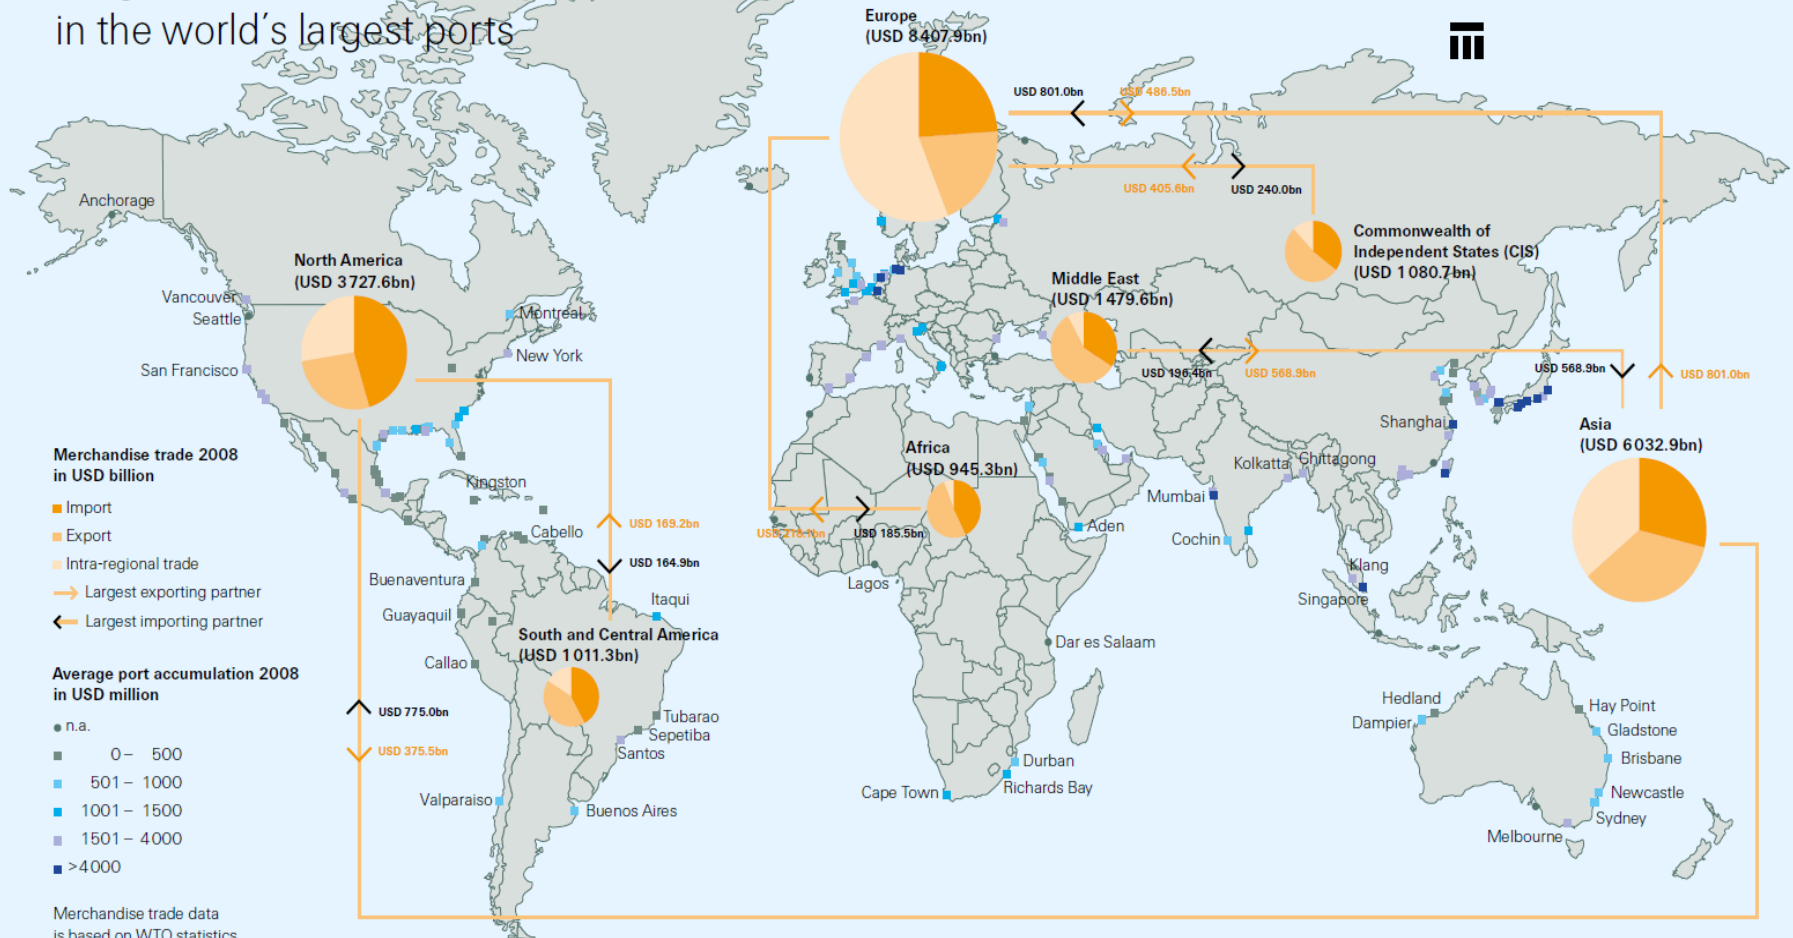 in the world´s largest ports
Europe
(USD 8 407.9bn)
USD 801.0bn
USD 486.5bn
USD 405.6bn
USD 240.0bn
Anchorage
Commonwealth of
Independent States (CIS)
(USD 1 080.7bn)
North America
(USD 3 727.6bn)
Middle East
(USD 1 479.6bn)
Vancouver
Seattle
Montreal
New York
San Francisco
USD 196.4bn
USD 568.9bn
USD 568.9bn
USD 801.0bn
Shanghai
Asia
(USD 6 032.9bn)
Africa
(USD 945.3bn)
Kolkatta
Chittagong
Mumbai
Kingston
Cabello
USD 169.2bn
USD 185.5bn
Aden
Cochin
USD 164.9bn
Buenaventura
Lagos
Klang
Singapore
Guayaquil
Itaqui
South and Central America
(USD 1 011.3bn)
Dar es Salaam
Callao
USD 775.0bn
USD 375.5bn
Tubarao
Sepetiba
Santos
Hedland
Dampier
Hay Point
Gladstone
Brisbane
Durban
Richards Bay
Cape Town
Valparaiso
Buenos Aires
Newcastle
Sydney
Melbourne
Merchandise trade 2008
in USD billion
Import
Export
Intra-regional trade
Largest exporting partner
Largest importing partner
Average port accumulation 2008
in USD million
n.a.
0 – 500
501 – 1000
1001 – 1500
1501 – 4000
>4000
Merchandise trade data
is based on WTO statistics